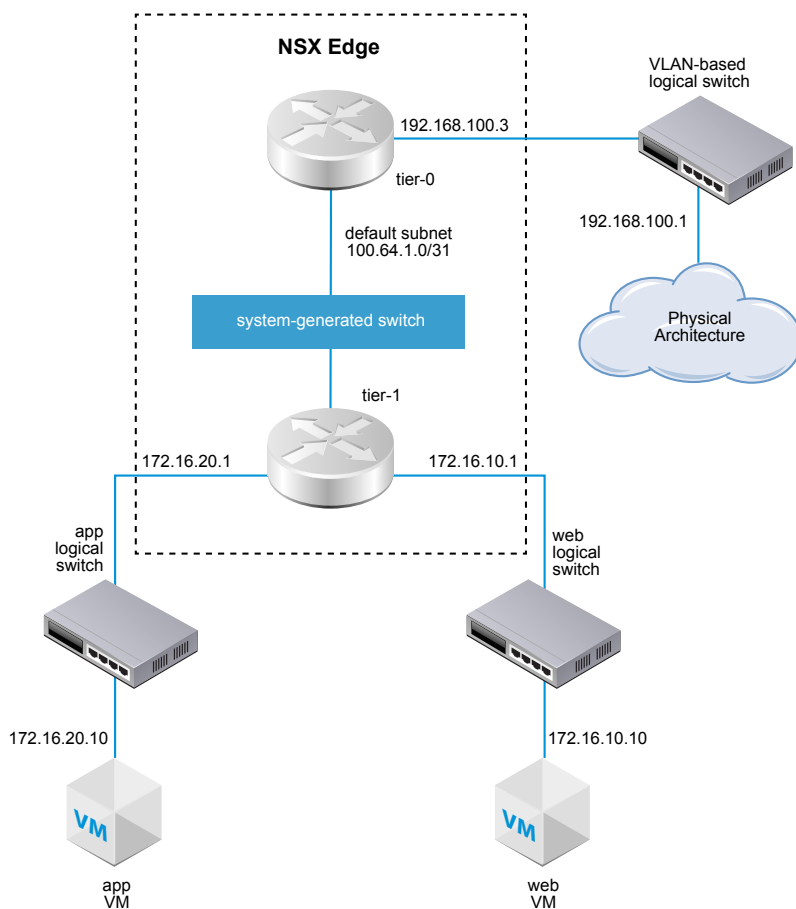 NSX Edge
VLAN-based
logical switch
192.168.100.3
tier-0
192.168.100.1
default subnet
100.64.1.0/31
system-generated switch
Physical
Architecture
tier-1
172.16.20.1
172.16.10.1
app
logical
switch
web
logical
switch
172.16.20.10
172.16.10.10
VM
VM
app
VM
web
VM